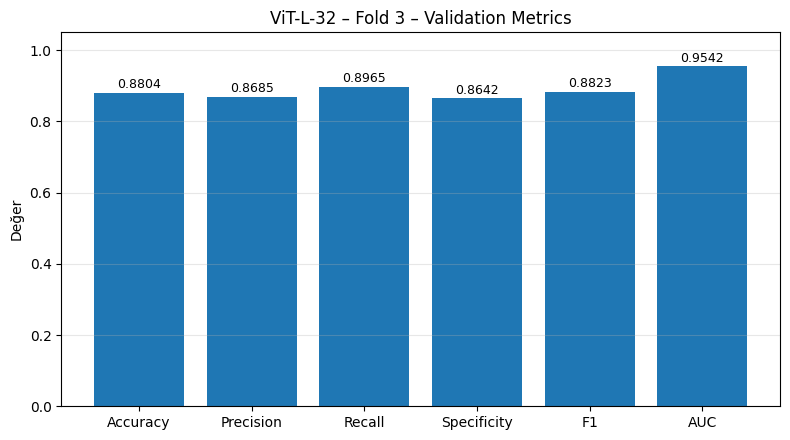 ViT-L-32 – Fold 3 – Validation Metrics
Değer
1.0
0.8
0.6
0.4
0.2
0.0
0.8804
0.8685
0.8965
0.8642
0.8823
0.9542
Accuracy
Precision
Recall
Specificity
F1
AUC